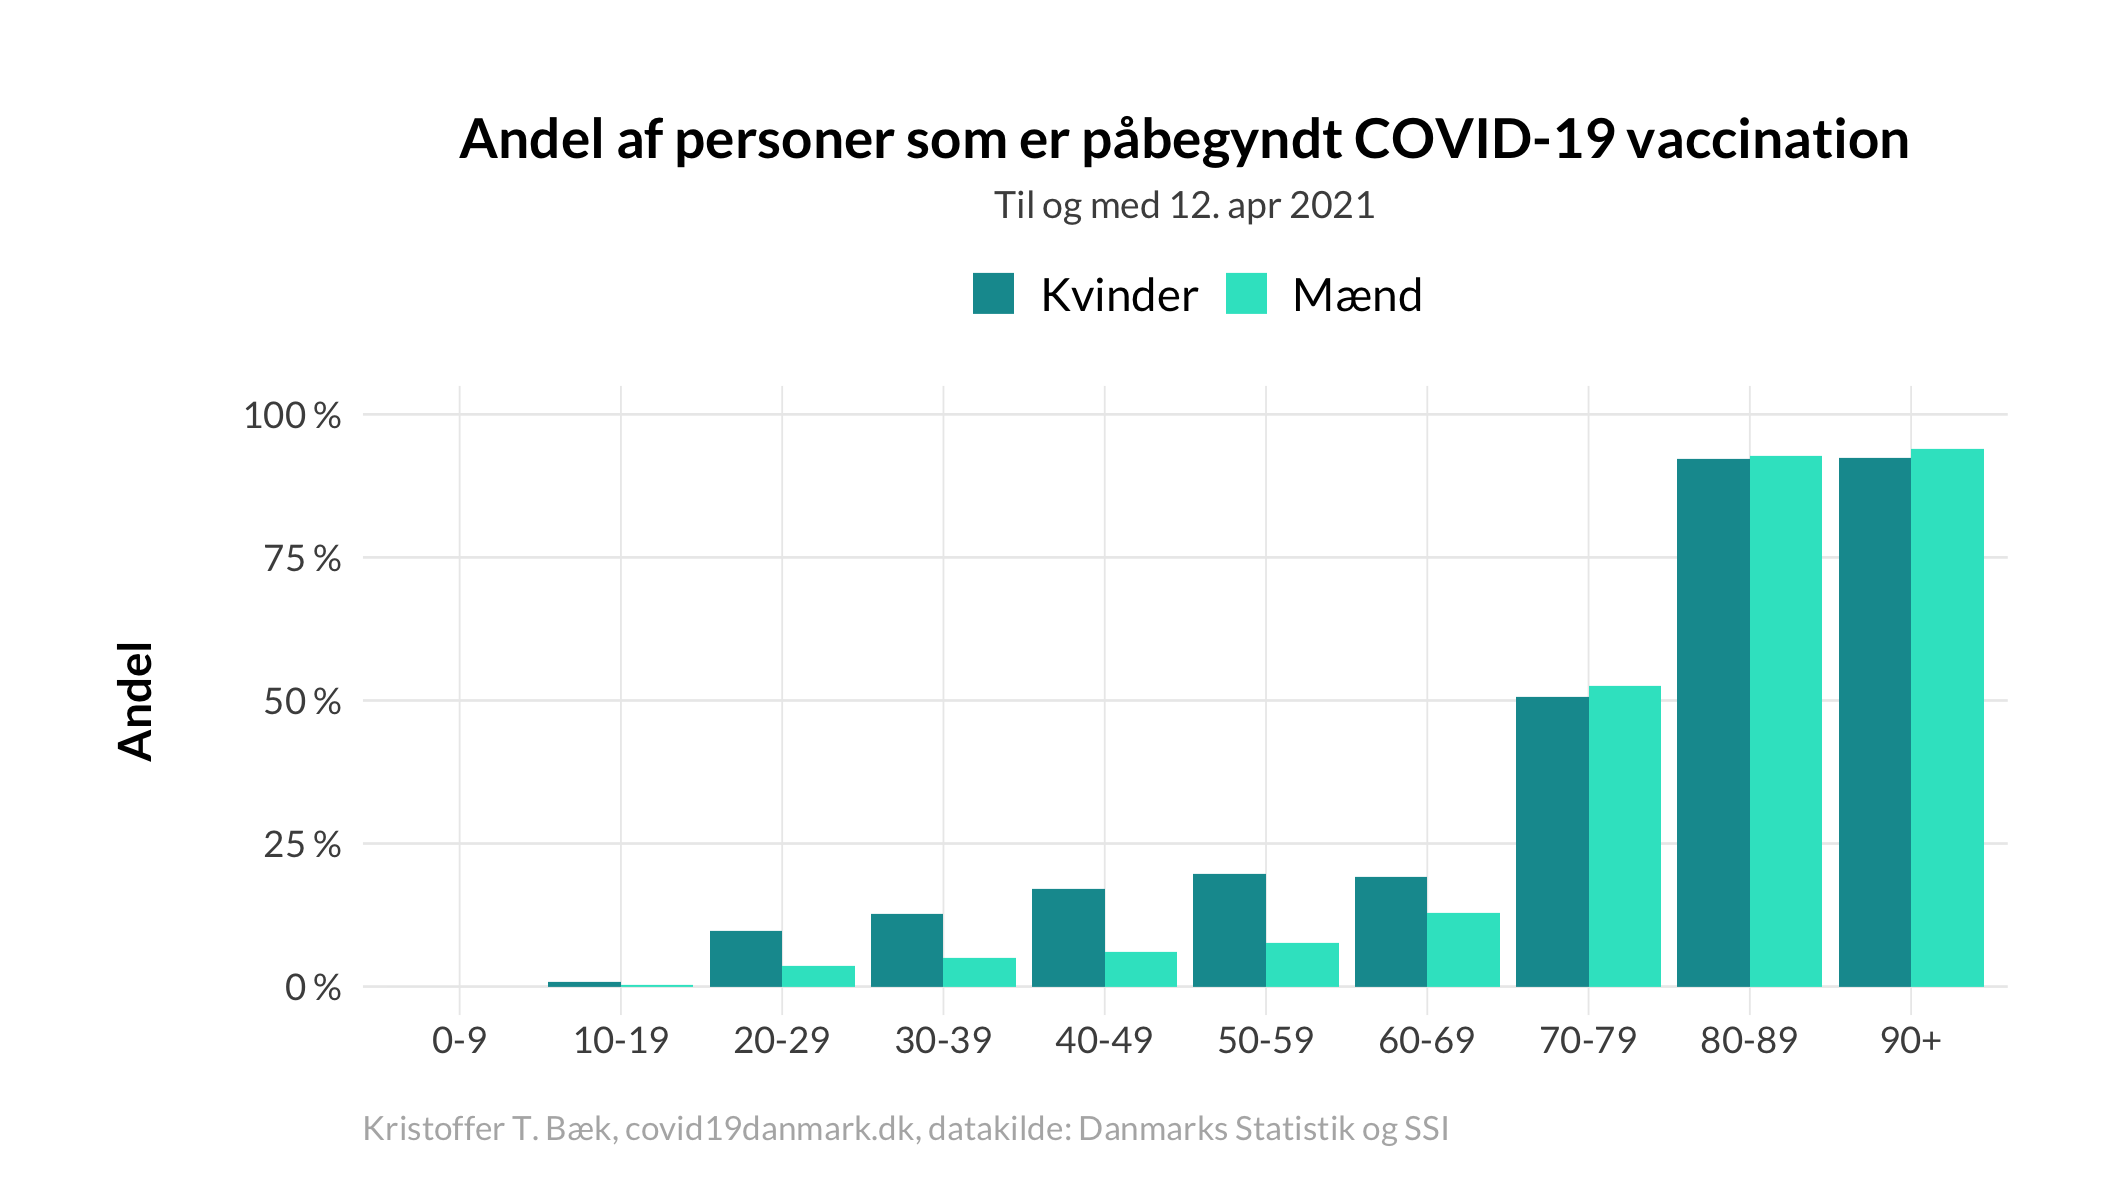 Andel af personer som er påbegyndt COVID-19 vaccination
Til og med 12. apr 2021
Kvinder Mænd
100 %
75 %
50 %
25 %
0 %
Andel
0-9 10-19 20-29 30-39 40-49 50-59 60-69 70-79 80-89 90+
Kristoffer T. Bæk, covid19danmark.dk, datakilde: Danmarks Statistik og SSI